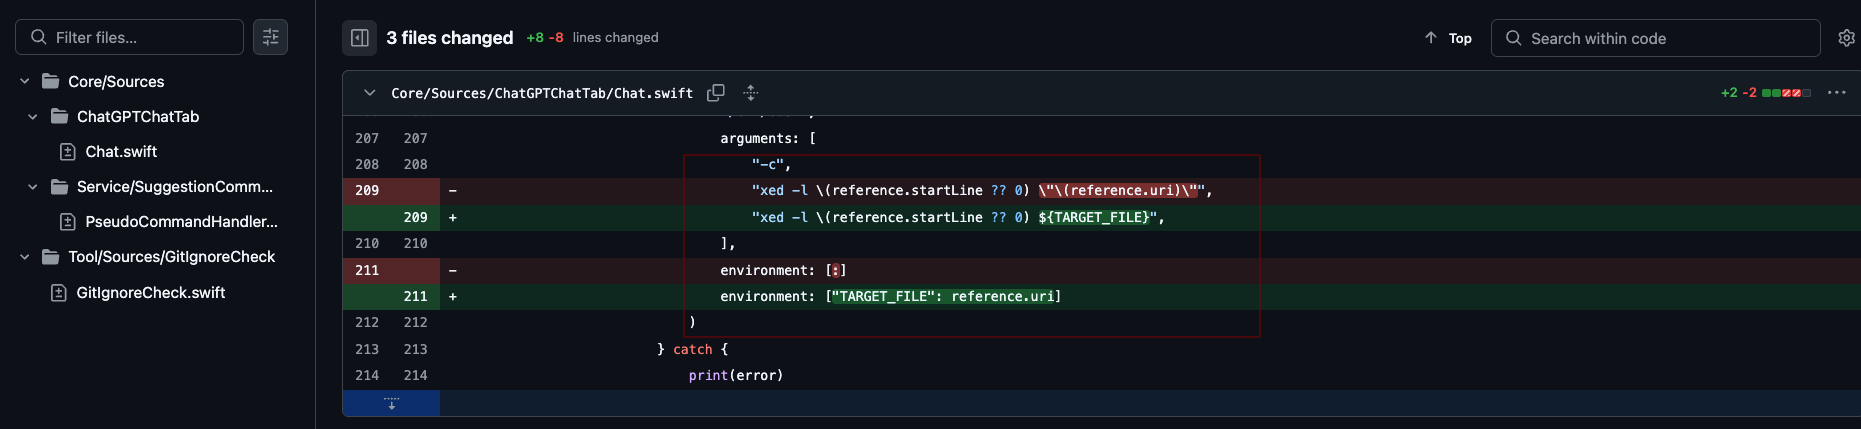 Filter files...
Core/Sources
ChatGPTChatTab
Chat.swift
Service/SuggestionComm...
PseudoCommandHandler...
Tool/Sources/GitIgnoreCheck
GitIgnoreCheck.swift
3 files changed +8 -8 lines changed
Top
Search within code
Core/Sources/ChatGPTChatTab/Chat.swift
+2 -2
207 207 arguments: [
208 208 "-c",
209 - "xed -l \(reference.startLine ?? 0) \"\(reference.uri)\"",
209 + "xed -l \(reference.startLine ?? 0) ${TARGET_FILE}",
210 210 ],
211 - environment: [:]
211 + environment: ["TARGET_FILE": reference.uri]
212 212 )
213 213 } catch {
214 214 print(error)